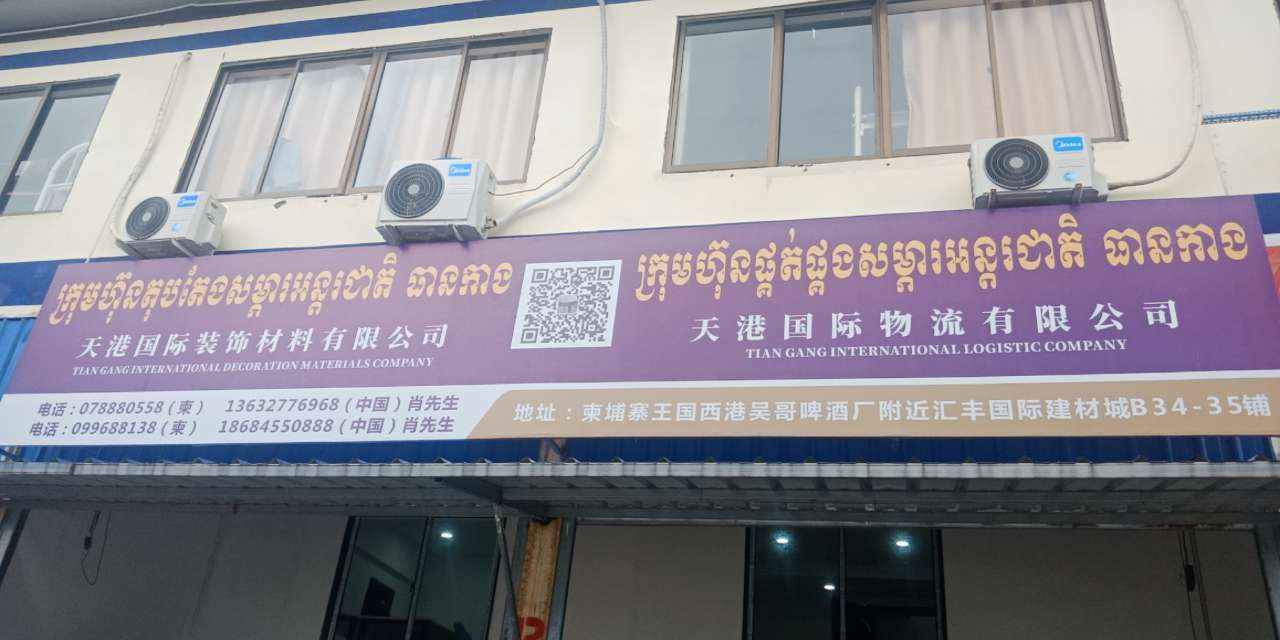 Midea
Midea
Midea
ក្រុមហ៊ុនតុបតែងសម្ភារអន្តរជាតិ ធានកាង
天港国际装饰材料有限公司
TIAN GANG INTERNATIONAL DECORATION MATERIALS COMPANY
ក្រុមហ៊ុនផ្គត់ផ្គងសម្ភារអន្តរជាតិ ធានកាង
天港国际物流有限公司
TIAN GANG INTERNATIONAL LOGISTIC COMPANY
电话：078880558（柬） 13632776968（中国）肖先生
电话：099688138（柬） 18684550888（中国）肖先生
地址：柬埔寨王国西港吴哥啤酒厂附近汇丰国际建材城B34-35铺